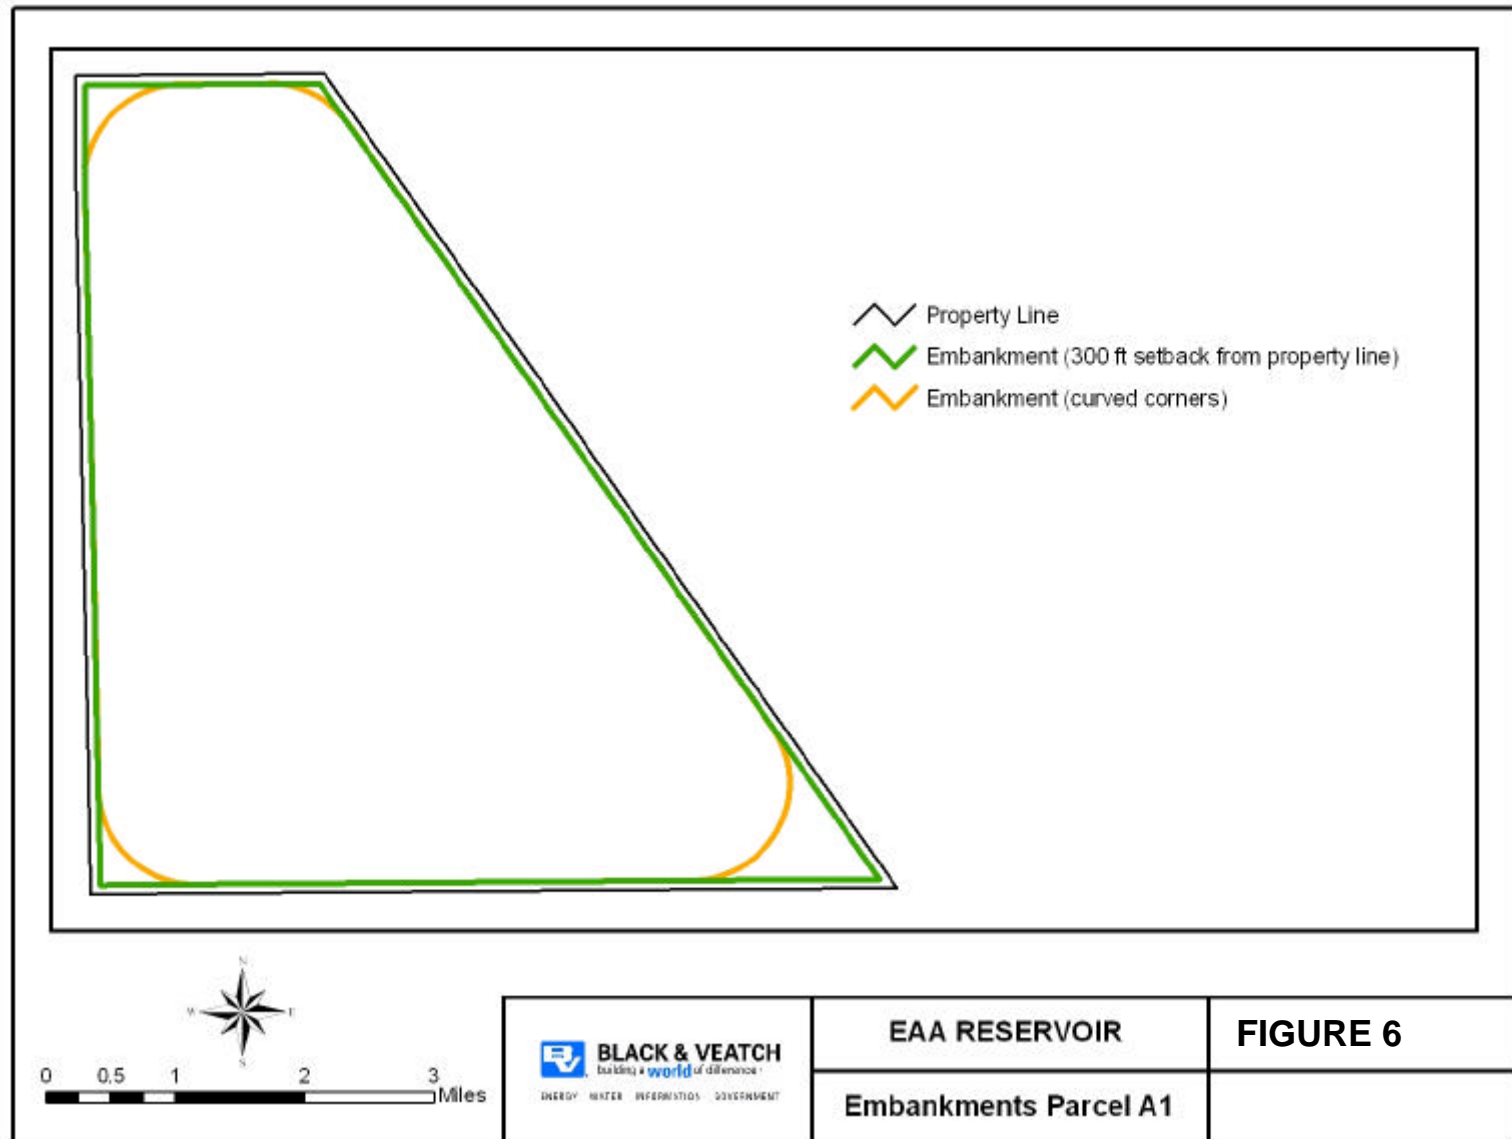 Property Line
Embankment (300 ft setback from property line)
Embankment (curved corners)
N
W E
S
0 0.5 1 2 3
Miles
BV
BLACK & VEATCH
building a world of difference
ENERGY WATER INFORMATION GOVERNMENT
EAA RESERVOIR
FIGURE 6
Embankments Parcel A1